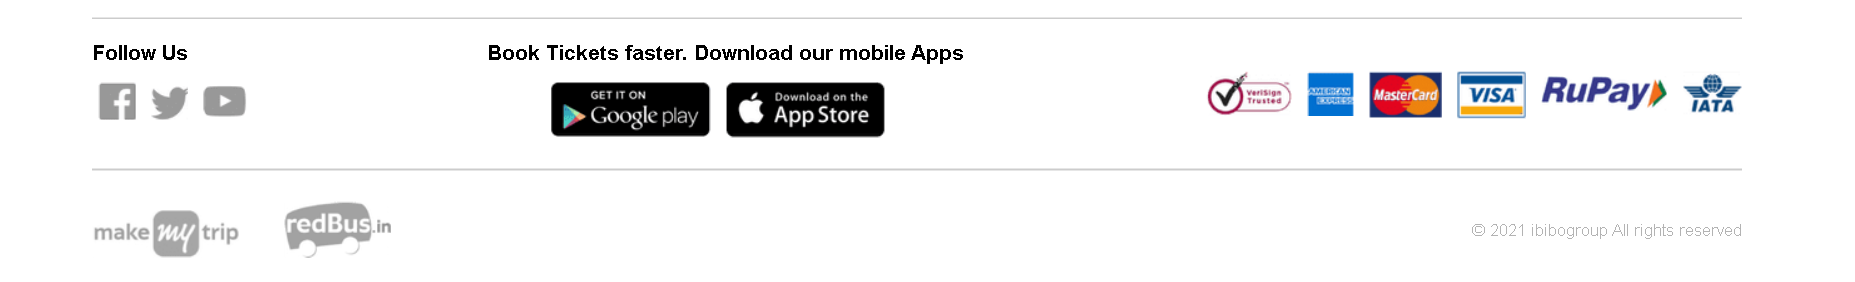 Follow Us
Book Tickets faster. Download our mobile Apps
GET IT ON
Google play
Download on the
App Store
VeriSign
Trusted
AMERICAN
EXPRESS
MasterCard
VISA
RuPay
IATA
make my trip
redBus.in
© 2021 ibibogroup All rights reserved